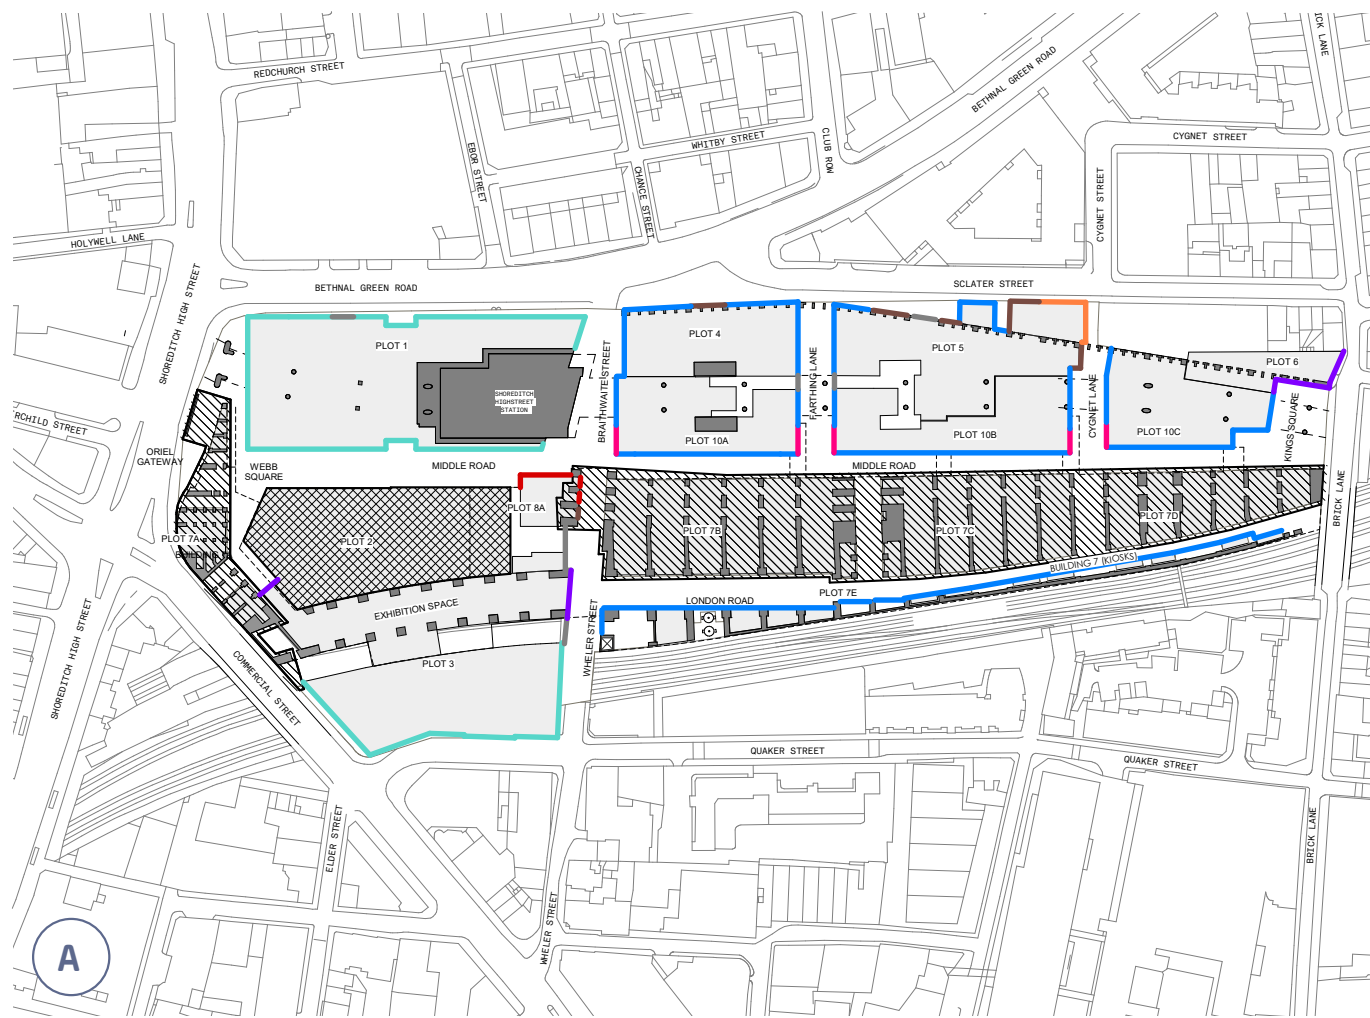 REDCHURCH STREET
BETHNAL GREEN ROAD
BRICK LANE
WHITBY STREET
CLUB ROW
CYGNET STREET
EBOR STREET
CHANCE STREET
CYGNET STREET
HOLYWELL LANE
SHOREDITCH HIGH STREET
BETHNAL GREEN ROAD
SCLATER STREET
PLOT 1
PLOT 4
PLOT 5
PLOT 6
BRAITHWAITE STREET
FARTHING LANE
SHOREDITCH
HIGHSTREET
STATION
CYGNET LANE
KINGS SQUARE
RCHILD STREET
PLOT 10A
PLOT 10B
PLOT 10C
ORIEL
GATEWAY
WEBB
SQUARE
MIDDLE ROAD
MIDDLE ROAD
BRICK LANE
PLOT 8A
PLOT 7A
BUILDING
PLOT 2
PLOT 7B
PLOT 7C
PLOT 7D
BUILDING 7 (KIOSKS)
PLOT 7E
LONDON ROAD
EXHIBITION SPACE
WHELER STREET
PLOT 3
SHOREDITCH HIGH STREET
COMMERCIAL STREET
QUAKER STREET
QUAKER STREET
ELDER STREET
BRICK LANE
WHELER STREET
A